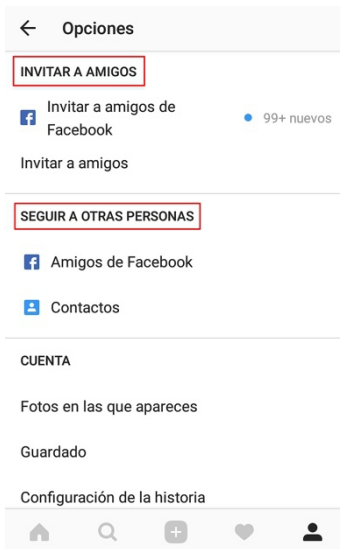 Opciones
INVITAR A AMIGOS
Invitar a amigos de
Facebook
99+ nuevos
Invitar a amigos
SEGUIR A OTRAS PERSONAS
Amigos de Facebook
Contactos
CUENTA
Fotos en las que apareces
Guardado
Configuración de la historia